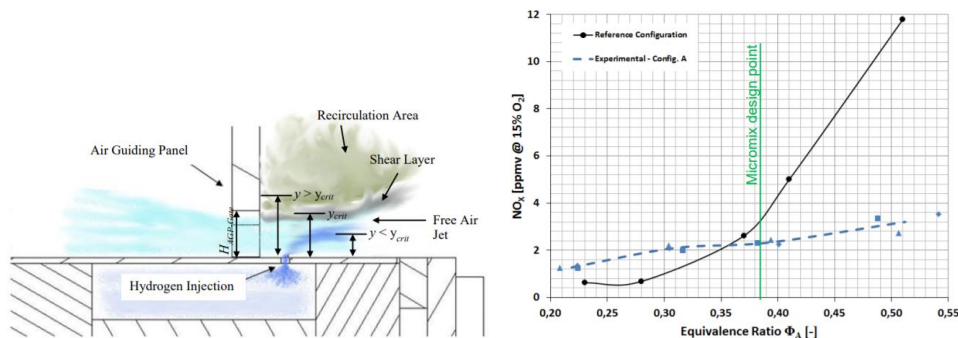 Recirculation Area
Air Guiding Panel
Shear Layer
y > ycrit
ycrit
HAGP-Gate
Free Air
Jet
y < ycrit
Hydrogen Injection
NOX [ppmv @ 15% O2]
12
10
8
6
4
2
0
Reference Configuration
Experimental - Config. A
Micromix design point
0,20 0,25 0,30 0,35 0,40 0,45 0,50 0,55
Equivalence Ratio ΦA [-]